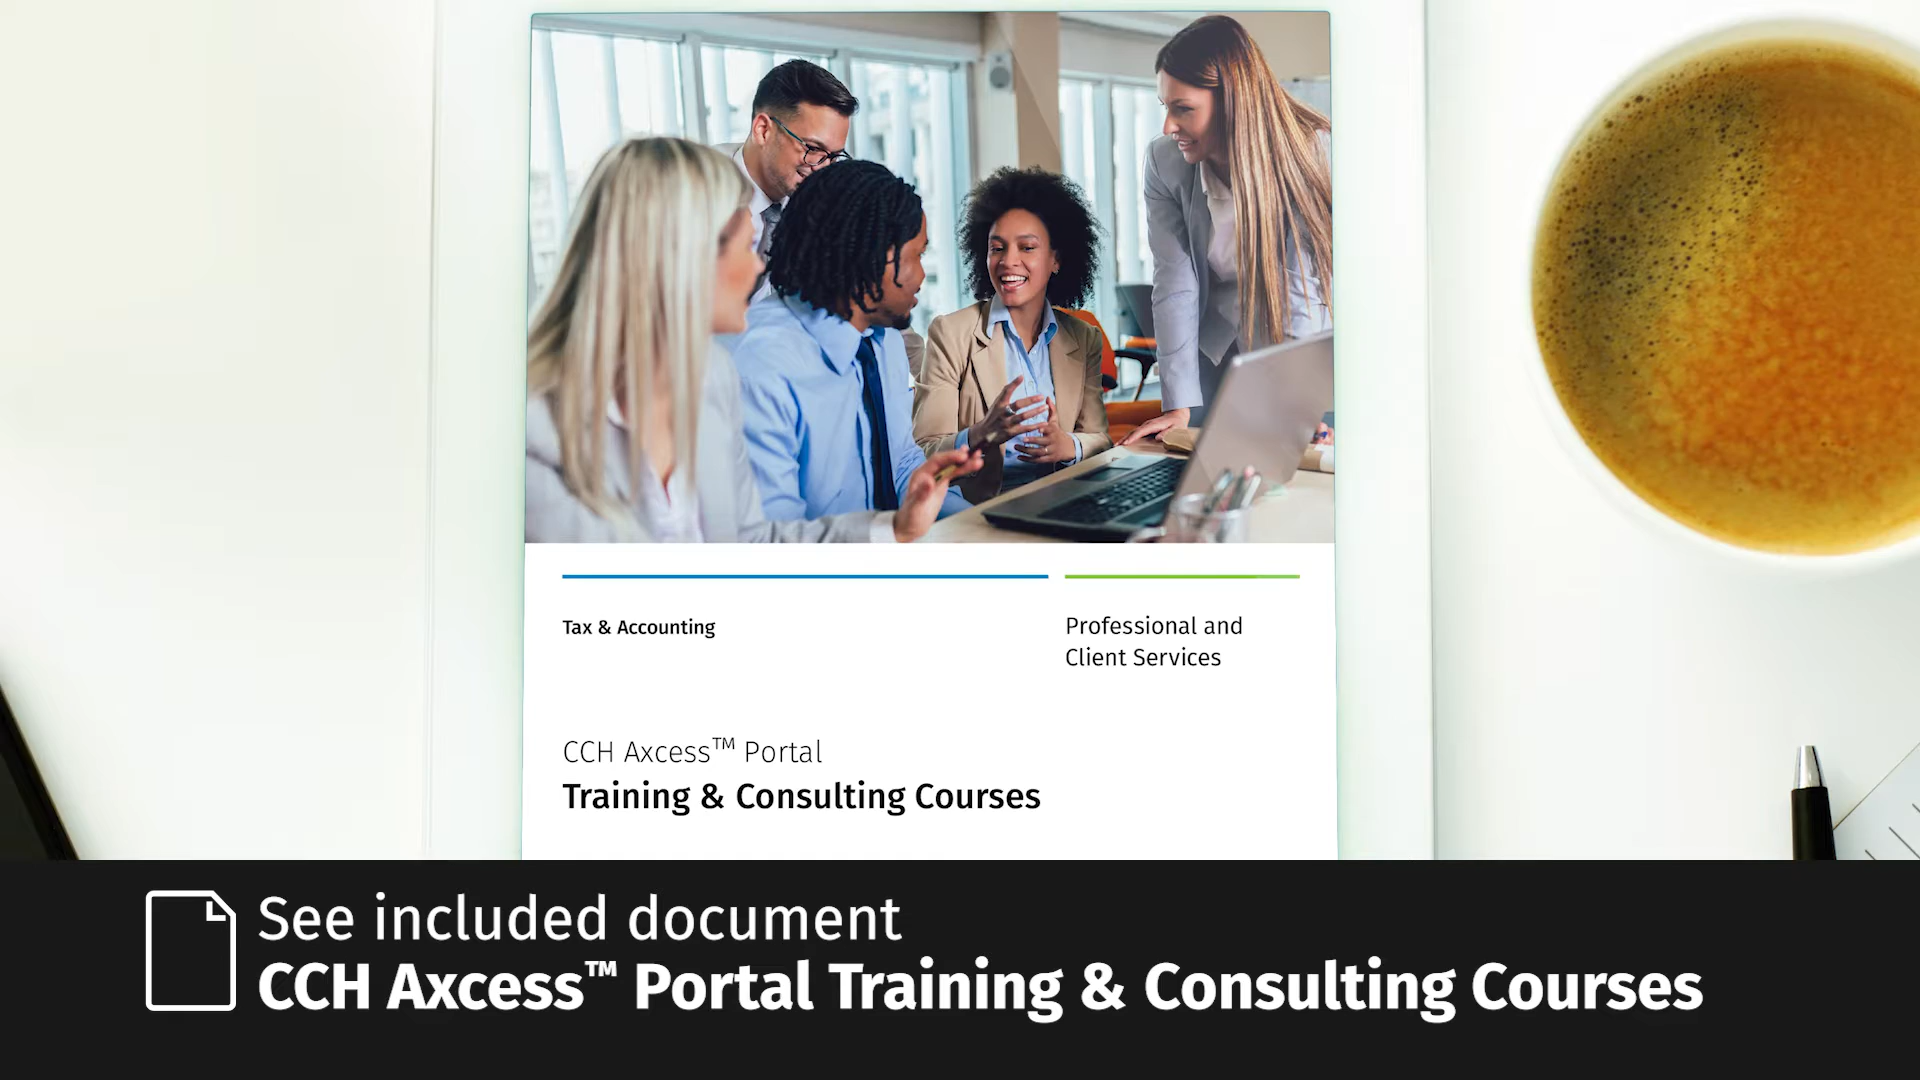 Tax & Accounting
Professional and
Client Services
CCH Axcess™ Portal
Training & Consulting Courses
See included document
CCH Axcess™ Portal Training & Consulting Courses